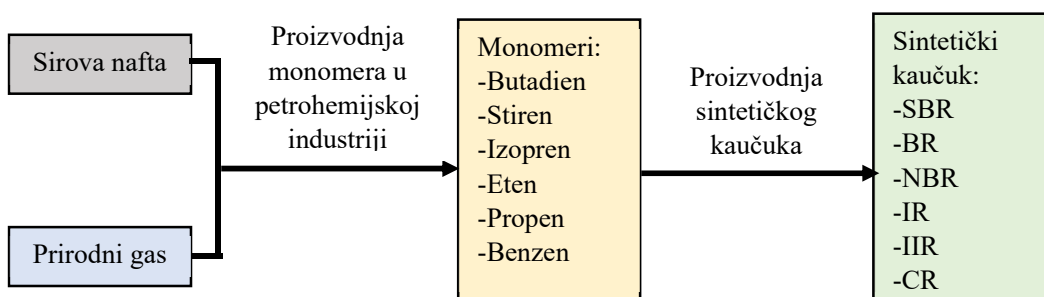 Sirova nafta
Prirodni gas
Proizvodnja
monomera u
petrohemijskoj
industriji
Monomeri:
-Butadien
-Stiren
-Izopren
-Eten
-Propen
-Benzen
Proizvodnja
sintetičkog
kaučuka
Sintetički
kaučuk:
-SBR
-BR
-NBR
-IR
-IIR
-CR